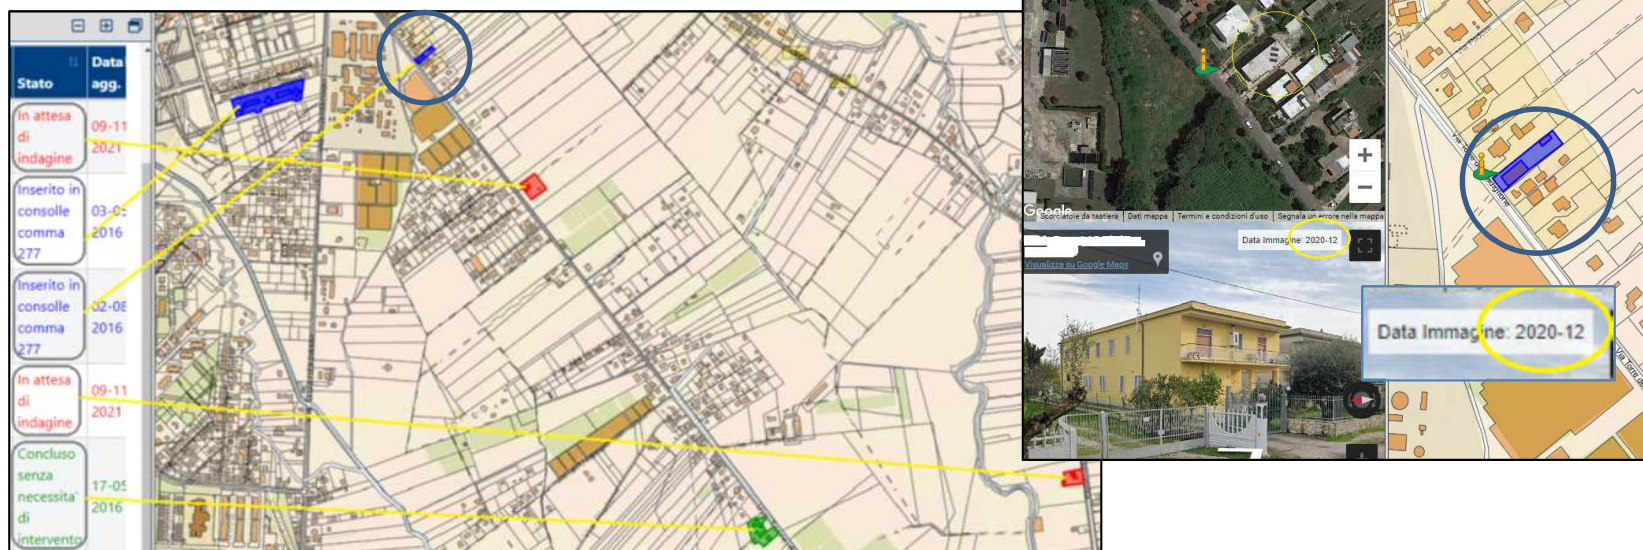 Stato
Data
agg.
In attesa
di
indagine
09-11
2021
Inserito in
consolle
comma
277
2016
Inserito in
consolle
comma
277
02-08
2016
In attesa
di
indagine
09-11
2021
Concluso
senza
necessita`
di
intervento
17-05
2016
Google
Scorciatoie da tastiera
Dati mappa
Termini e condizioni d'uso
Segnala un errore nella mappa
Data Immagine: 2020-12
Visualizza su Google Maps
Via Padova
Data Immagine: 2020-12